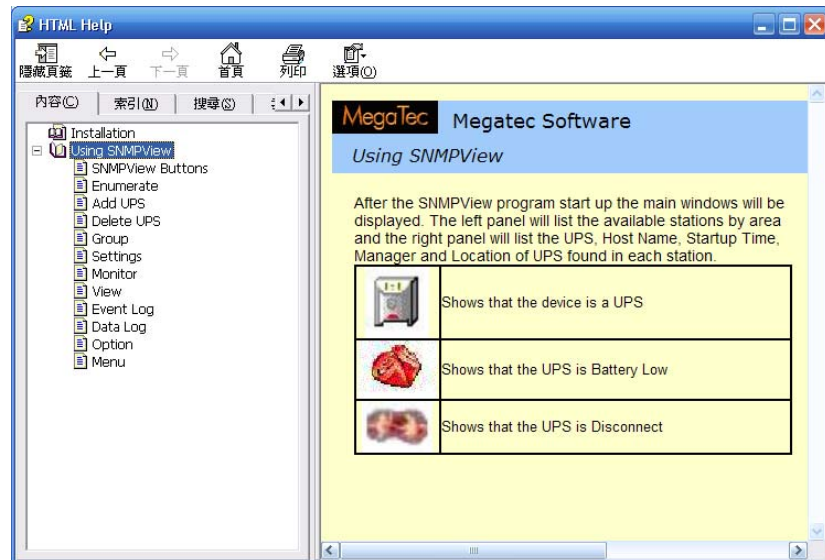 HTML Help
隱藏頁籤 上一頁 下一頁 首頁 列印 選項(O)
內容(C) 索引(N) 搜尋(S)
Installation
Using SNMPView
SNMPView Buttons
Enumerate
Add UPS
Delete UPS
Group
Settings
Monitor
View
Event Log
Data Log
Option
Menu
MegaTec Megatec Software
Using SNMPView
After the SNMPView program start up the main windows will be
displayed. The left panel will list the available stations by area
and the right panel will list the UPS, Host Name, Startup Time,
Manager and Location of UPS found in each station.
Shows that the device is a UPS
Shows that the UPS is Battery Low
Shows that the UPS is Disconnect